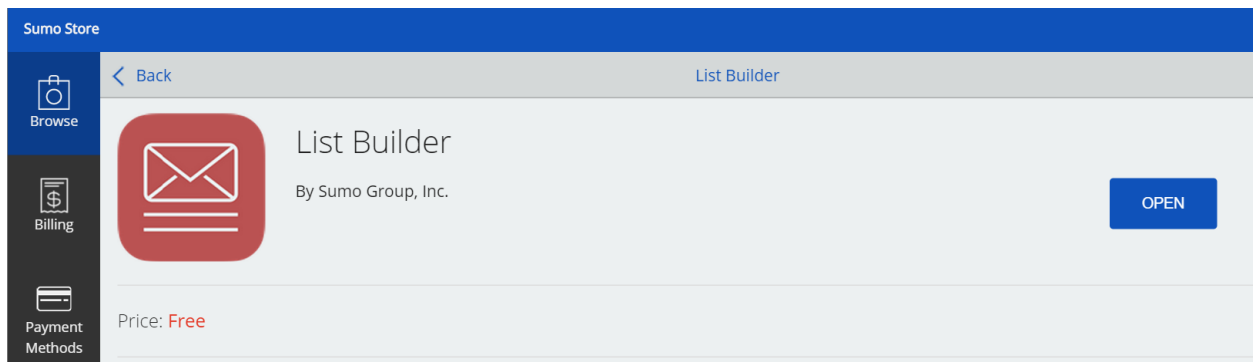 Sumo Store
Back
List Builder
Browse
List Builder
By Sumo Group, Inc.
OPEN
Billing
Price: Free
Payment
Methods